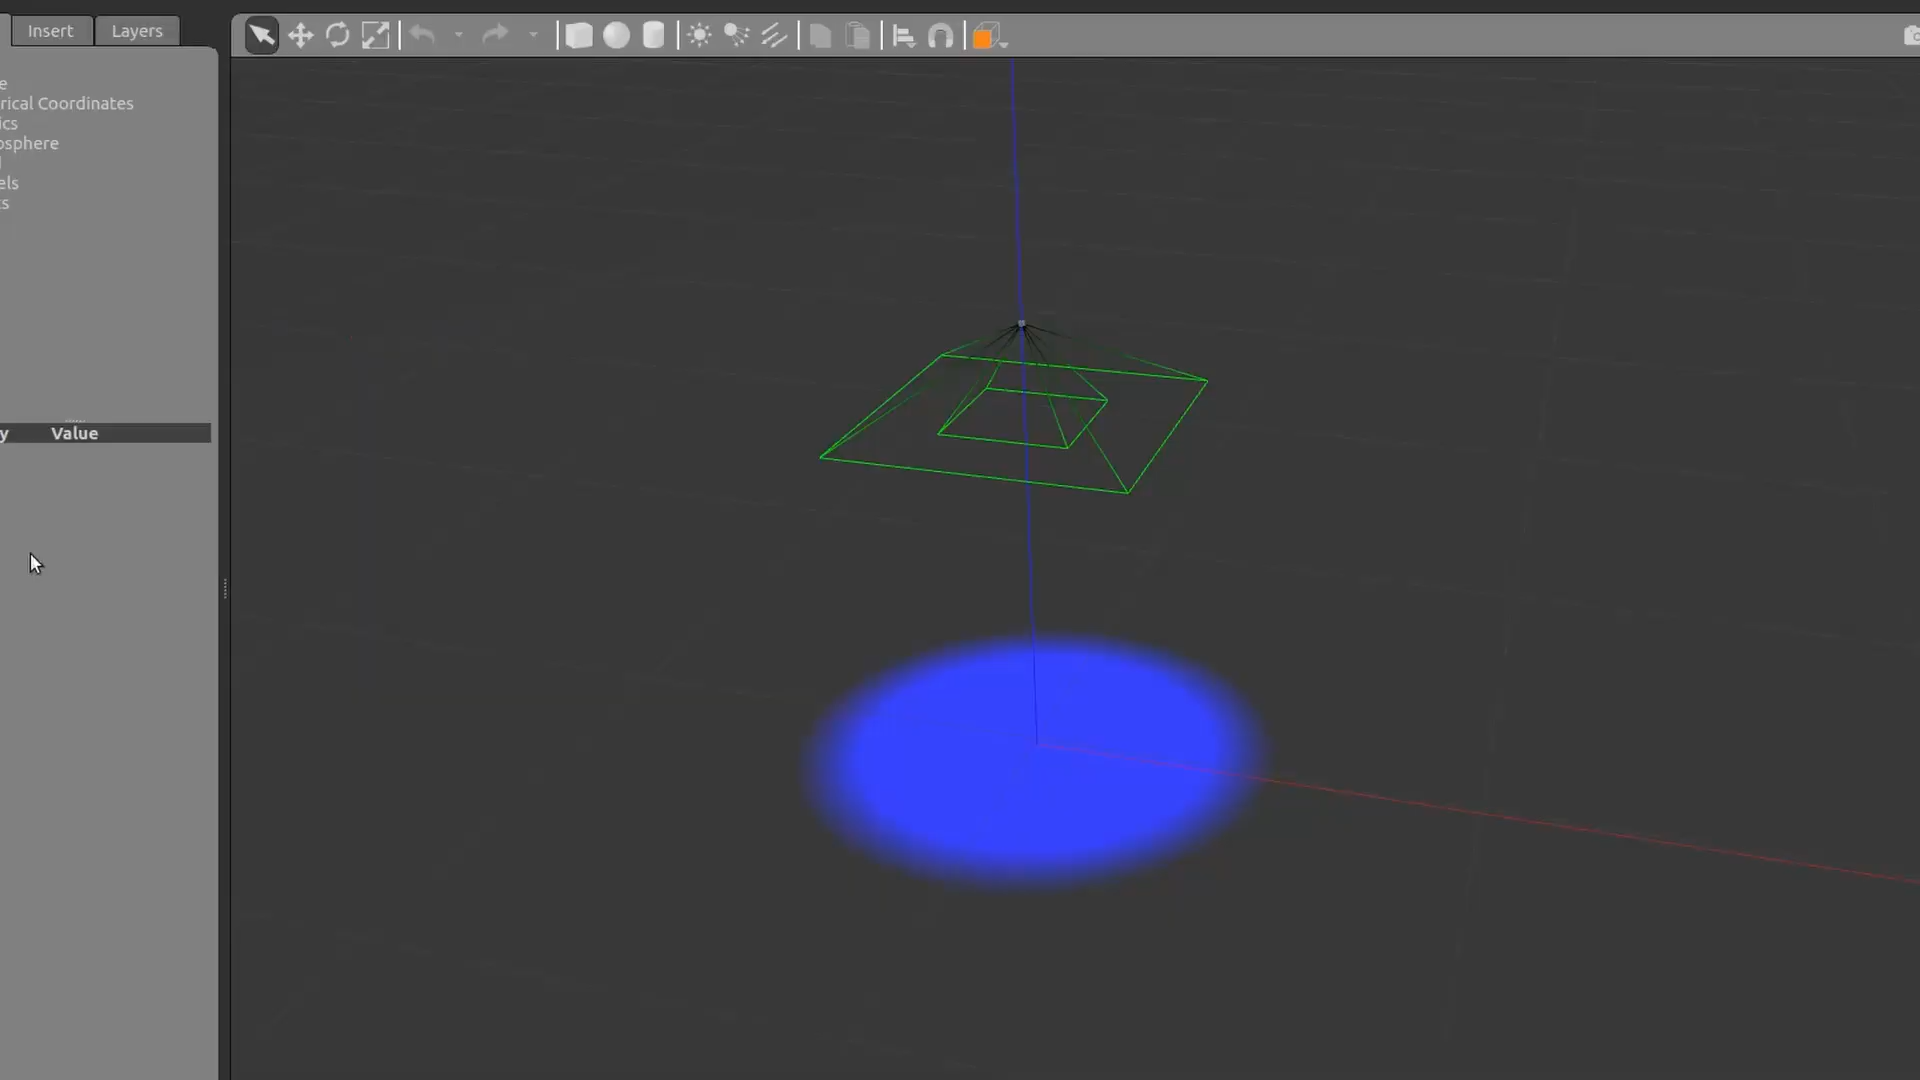 Insert Layers
e
rical Coordinates
ics
osphere
els
s
y Value